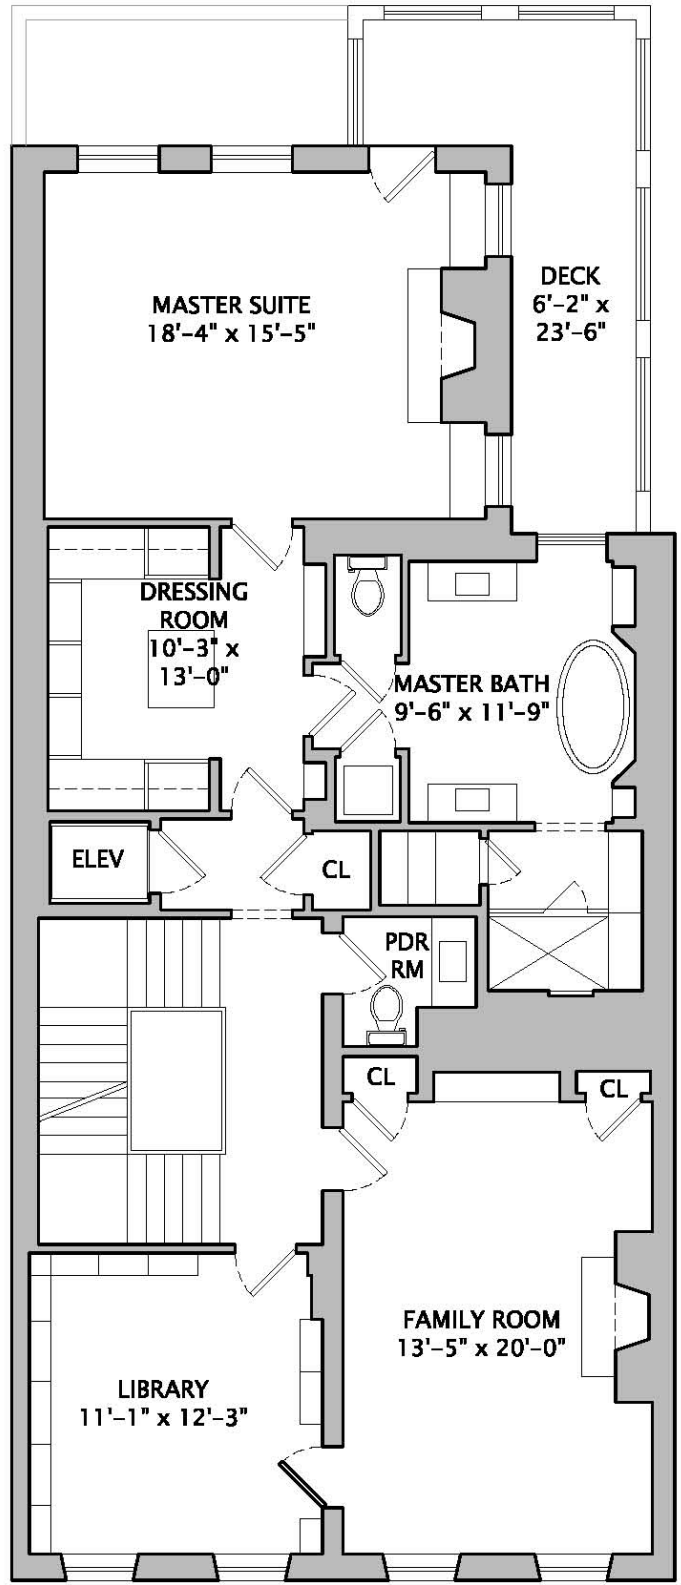 DECK
6'-2" x
23'-6"
MASTER SUITE
18'-4" x 15'-5"
DRESSING
ROOM
10'-3" x
13'-0"
MASTER BATH
9'-6" x 11'-9"
ELEV
CL
PDR
RM
CL
CL
FAMILY ROOM
13'-5" x 20'-0"
LIBRARY
11'-1" x 12'-3"